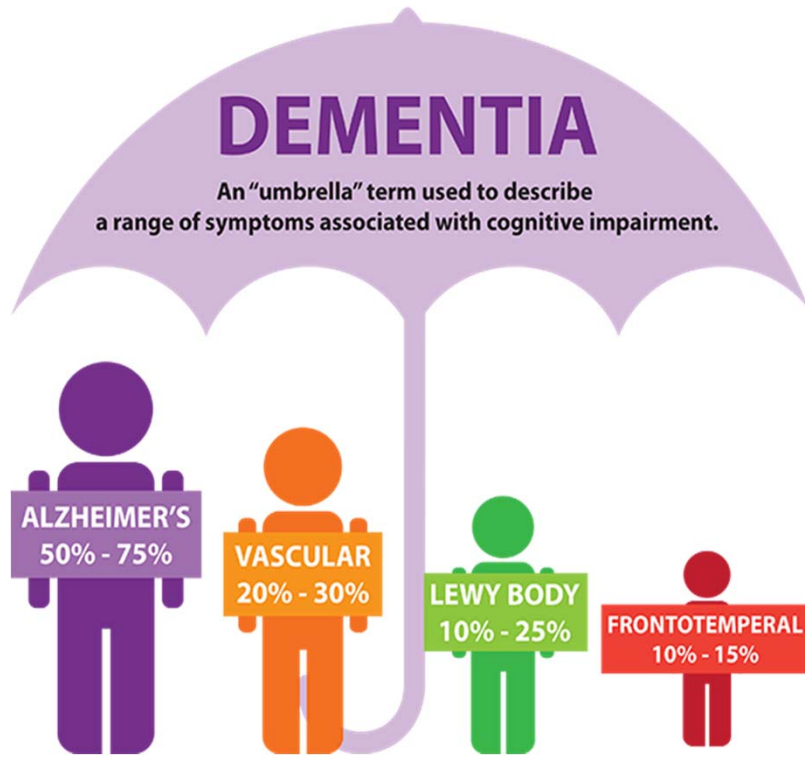 DEMENTIA
An “umbrella” term used to describe
a range of symptoms associated with cognitive impairment.
ALZHEIMER'S
50% - 75%
VASCULAR
20% - 30%
LEWY BODY
10% - 25%
FRONTOTEMPERAL
10% - 15%